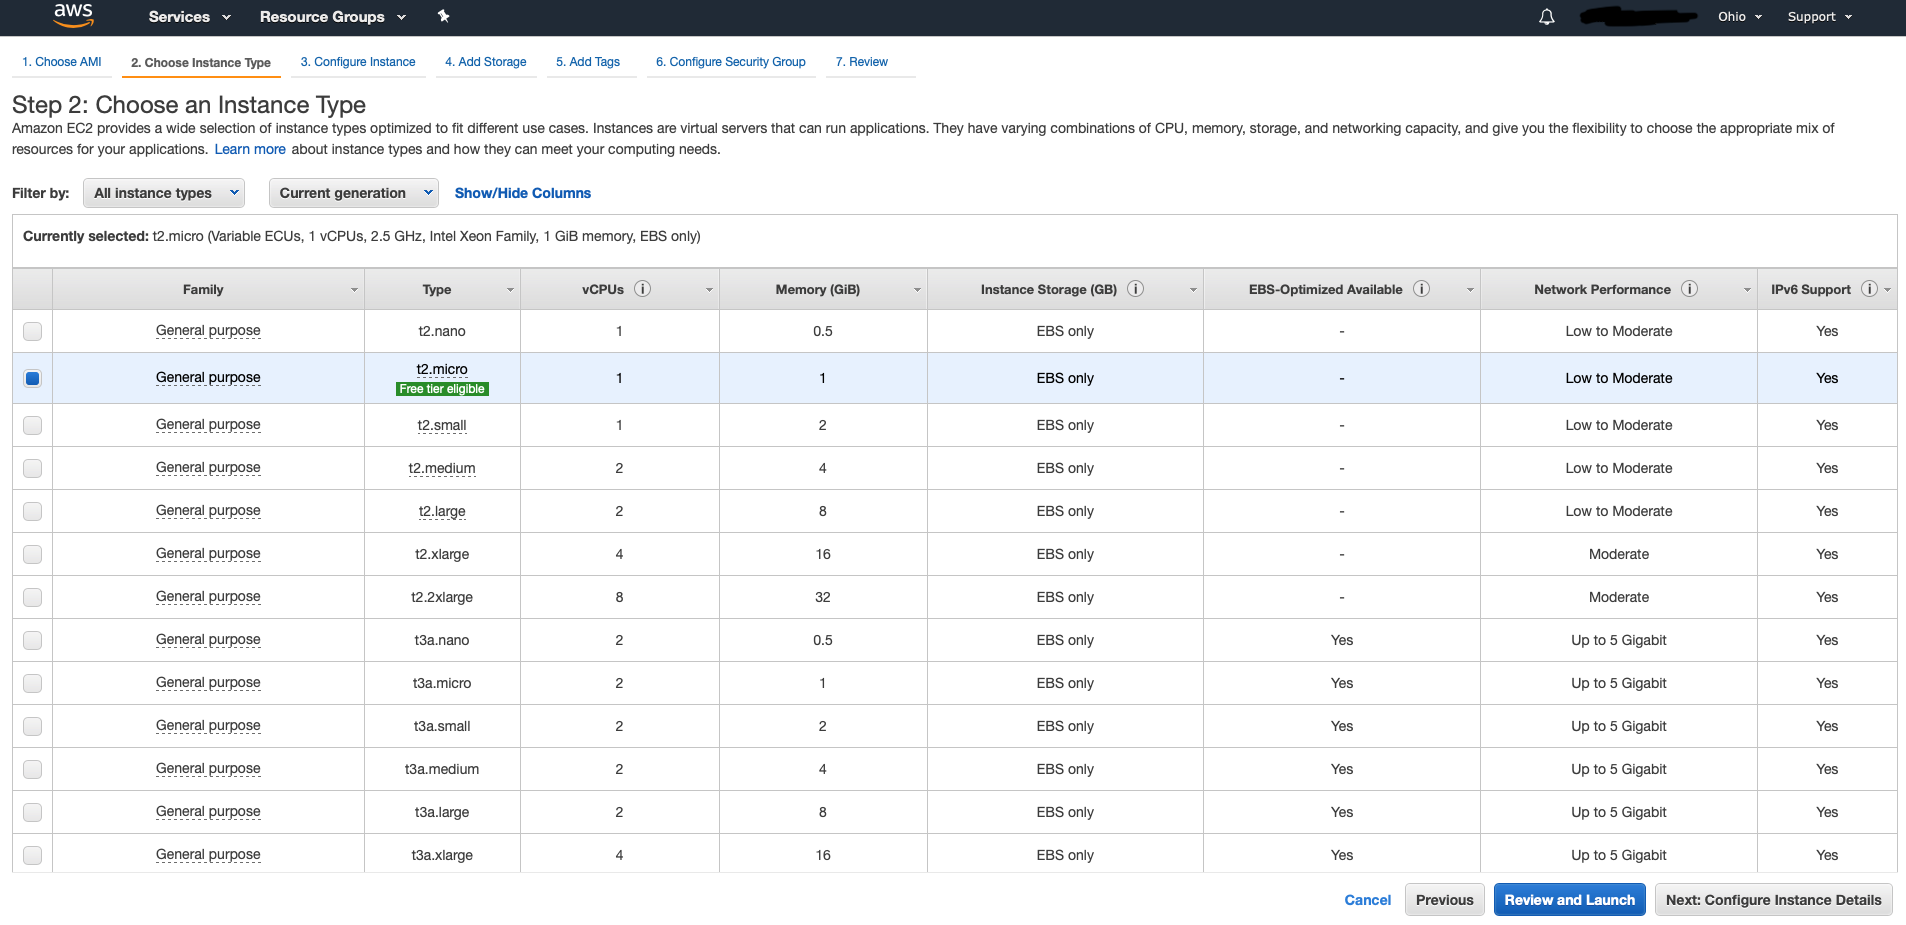 aws Services Resource Groups Ohio Support
1. Choose AMI 2. Choose Instance Type 3. Configure Instance 4. Add Storage 5. Add Tags 6. Configure Security Group 7. Review
Step 2: Choose an Instance Type
Amazon EC2 provides a wide selection of instance types optimized to fit different use cases. Instances are virtual servers that can run applications. They have varying combinations of CPU, memory, storage, and networking capacity, and give you the flexibility to choose the appropriate mix of
resources for your applications. Learn more about instance types and how they can meet your computing needs.
Filter by: All instance types Current generation Show/Hide Columns
Currently selected: t2.micro (Variable ECUs, 1 vCPUs, 2.5 GHz, Intel Xeon Family, 1 GiB memory, EBS only)
Family Type vCPUs i Memory (GiB) Instance Storage (GB) i EBS-Optimized Available i Network Performance i IPv6 Support i
General purpose t2.nano 1 0.5 EBS only - Low to Moderate Yes
General purpose t2.micro 1 1 EBS only - Low to Moderate Yes
Free tier eligible
General purpose t2.small 1 2 EBS only - Low to Moderate Yes
General purpose t2.medium 2 4 EBS only - Low to Moderate Yes
General purpose t2.large 2 8 EBS only - Low to Moderate Yes
General purpose t2.xlarge 4 16 EBS only - Moderate Yes
General purpose t2.2xlarge 8 32 EBS only - Moderate Yes
General purpose t3a.nano 2 0.5 EBS only Yes Up to 5 Gigabit Yes
General purpose t3a.micro 2 1 EBS only Yes Up to 5 Gigabit Yes
General purpose t3a.small 2 2 EBS only Yes Up to 5 Gigabit Yes
General purpose t3a.medium 2 4 EBS only Yes Up to 5 Gigabit Yes
General purpose t3a.large 2 8 EBS only Yes Up to 5 Gigabit Yes
General purpose t3a.xlarge 4 16 EBS only Yes Up to 5 Gigabit Yes
Cancel Previous Review and Launch Next: Configure Instance Details